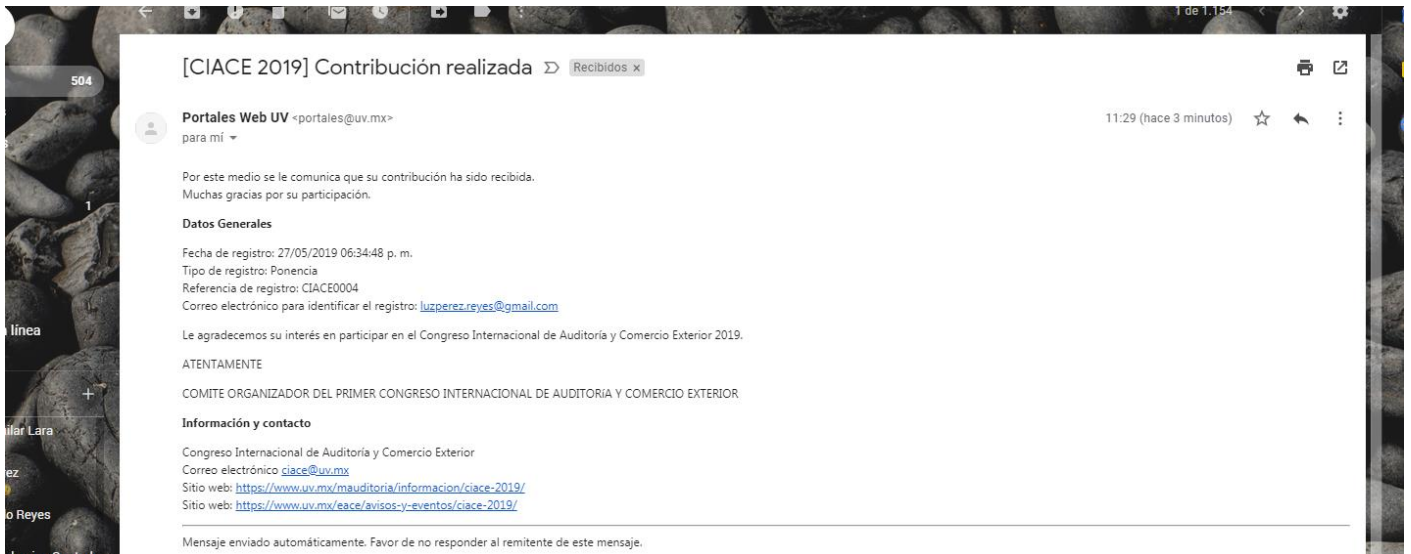 1 de 1.154
[CIACE 2019] Contribución realizada Recibidos x
504
Portales Web UV <portales@uv.mx> 11:29 (hace 3 minutos)
para mí
Por este medio se le comunica que su contribución ha sido recibida.
Muchas gracias por su participación.
1
Datos Generales
Fecha de registro: 27/05/2019 06:34:48 p. m.
Tipo de registro: Ponencia
Referencia de registro: CIACE0004
Correo electrónico para identificar el registro: luzperez.reyes@gmail.com
línea
Le agradecemos su interés en participar en el Congreso Internacional de Auditoría y Comercio Exterior 2019.
ATENTAMENTE
COMITE ORGANIZADOR DEL PRIMER CONGRESO INTERNACIONAL DE AUDITORíA Y COMERCIO EXTERIOR
Información y contacto
ilar Lara
Congreso Internacional de Auditoría y Comercio Exterior
Correo electrónico ciace@uv.mx
ez
Sitio web: https://www.uv.mx/mauditoria/informacion/ciace-2019/
Sitio web: https://www.uv.mx/eace/avisos-y-eventos/ciace-2019/
o Reyes
Mensaje enviado automáticamente. Favor de no responder al remitente de este mensaje.